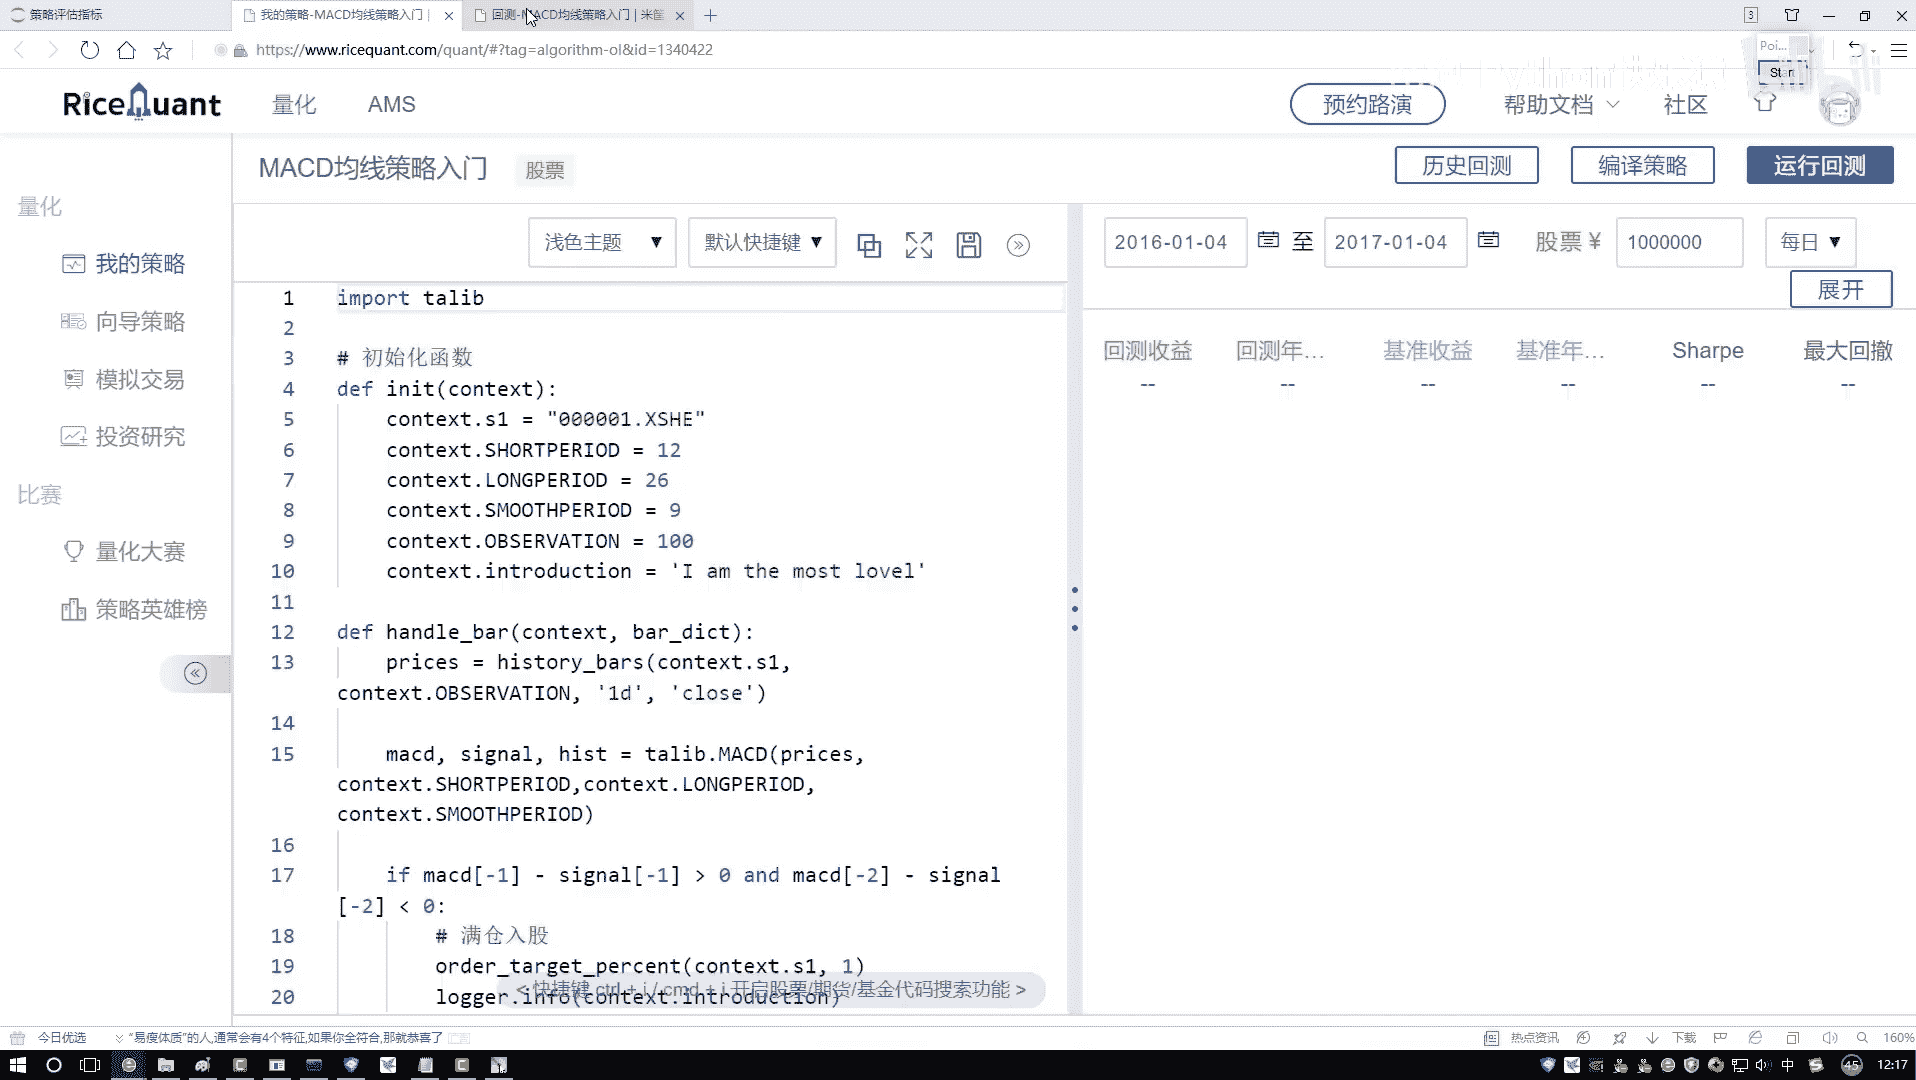 策略评估指标
我的策略-MACD均线策略入门 |
回测-MACD均线策略入门 | 米筐
3
https://www.ricequant.com/quant/#?tag=algorithm-ol&id=1340422
Poi...
Start
RiceQuant
量化
AMS
预约路演
帮助文档
社区
MACD均线策略入门
股票
历史回测
编译策略
运行回测
量化
我的策略
向导策略
模拟交易
投资研究
比赛
量化大赛
策略英雄榜
浅色主题
默认快捷键
2016-01-04
至
2017-01-04
股票 ¥
1000000
每日
展开
回测收益
回测年...
基准收益
基准年...
Sharpe
最大回撤
--
--
--
--
--
--
1 import talib
2
3 # 初始化函数
4 def init(context):
5 context.s1 = "000001.XSHE"
6 context.SHORTPERIOD = 12
7 context.LONGPERIOD = 26
8 context.SMOOTHPERIOD = 9
9 context.OBSERVATION = 100
10 context.introduction = 'I am the most lovel'
11
12 def handle_bar(context, bar_dict):
13 prices = history_bars(context.s1,
context.OBSERVATION, '1d', 'close')
14
15 macd, signal, hist = talib.MACD(prices,
context.SHORTPERIOD,context.LONGPERIOD,
context.SMOOTHPERIOD)
16
17 if macd[-1] - signal[-1] > 0 and macd[-2] - signal
[-2] < 0:
18 # 满仓入股
19 order_target_percent(context.s1, 1)
20 logger.info(context.introduction)
< 快捷键 ctrl + i / cmd + i 开启股票/期货/基金代码搜索功能 >
今日优选
“易瘦体质”的人,通常会有4个特征,如果你全符合,那就恭喜了
热点资讯
下载
160%
中
45
12:17